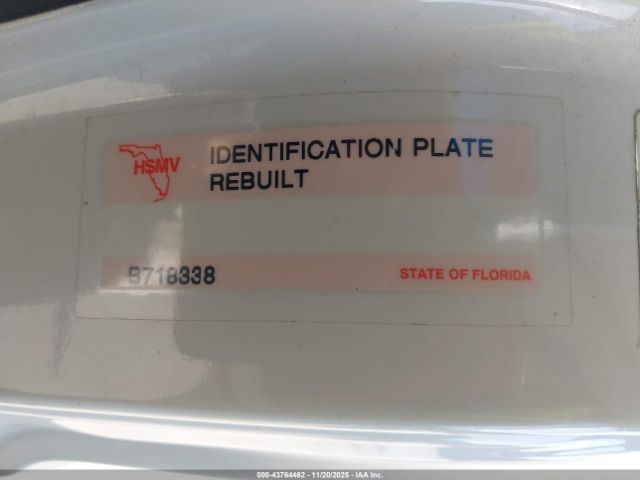 HSMV
IDENTIFICATION PLATE
REBUILT
B718338
STATE OF FLORIDA
000-43764462 - 11/20/2025 - IAA Inc.